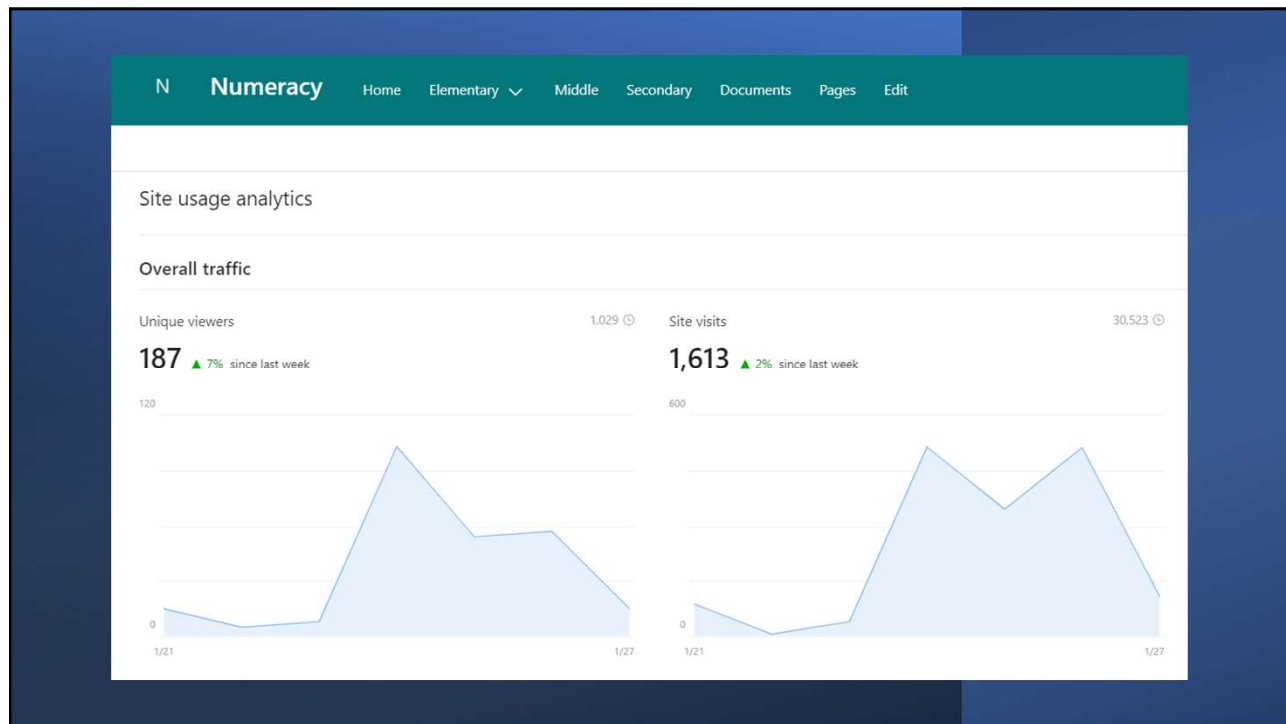 N Numeracy Home Elementary Middle Secondary Documents Pages Edit
Site usage analytics
Overall traffic
Unique viewers 1,029
187 ▲ 7% since last week
120
0
1/21 1/27
Site visits 30,523
1,613 ▲ 2% since last week
600
0
1/21 1/27